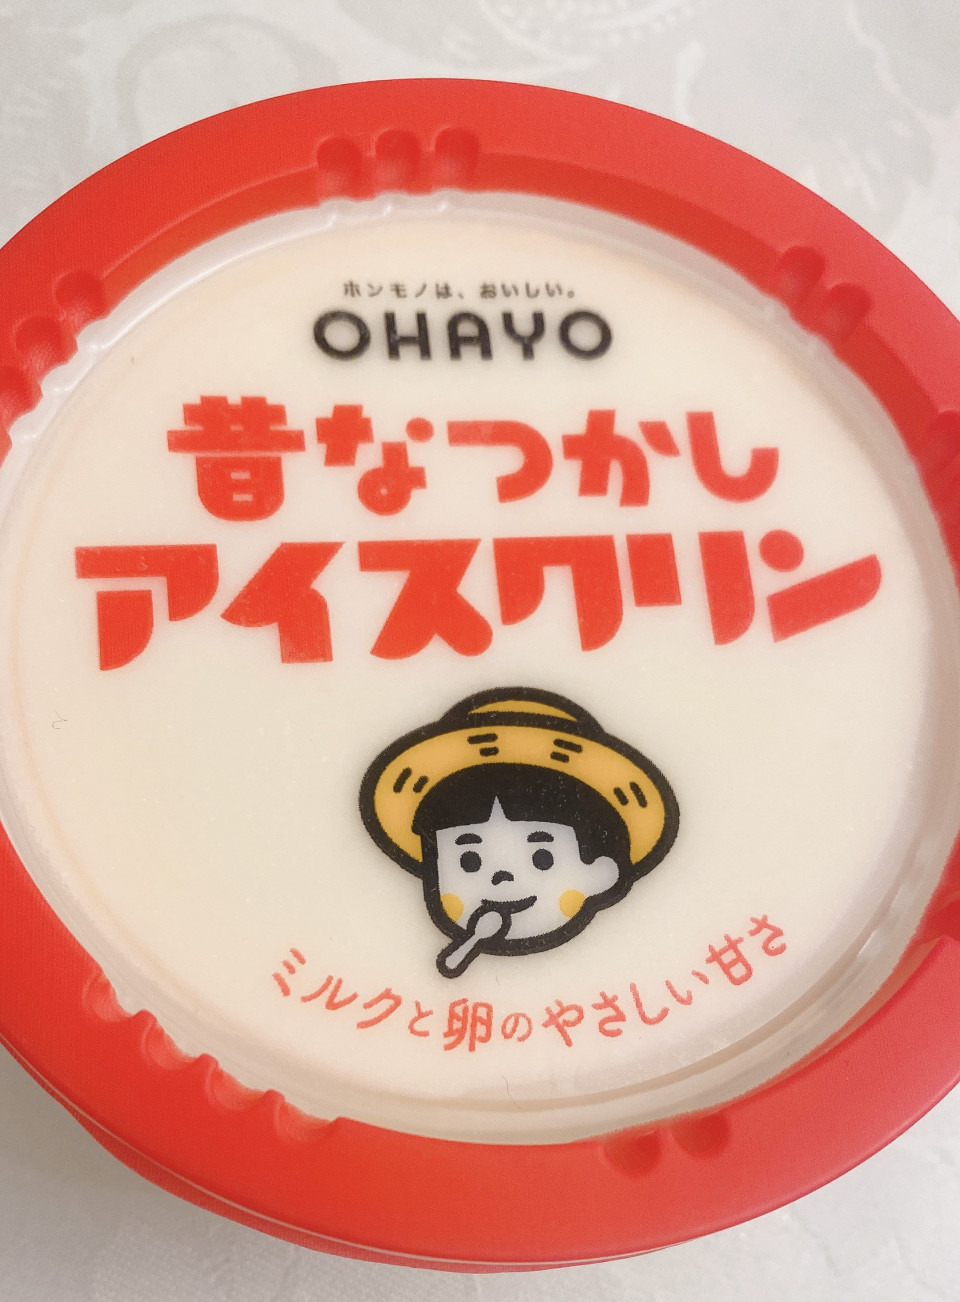 ホンモノは、おいしい。
OHAYO
昔なつかし
アイスクリン
ミルクと卵のやさしい甘さ